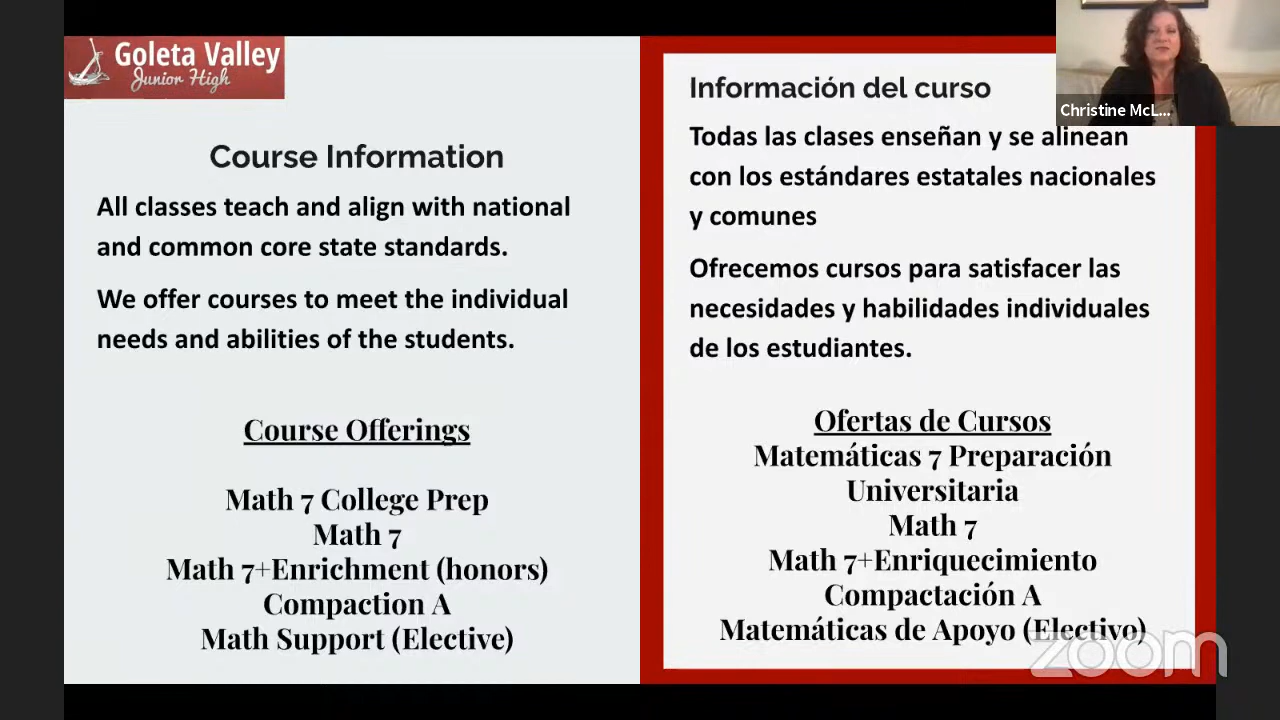 Goleta Valley
Junior High
Course Information
All classes teach and align with national
and common core state standards.
We offer courses to meet the individual
needs and abilities of the students.
Course Offerings
Math 7 College Prep
Math 7
Math 7+Enrichment (honors)
Compaction A
Math Support (Elective)
Información del curso
Todas las clases enseñan y se alinean
con los estándares estatales nacionales
y comunes
Ofrecemos cursos para satisfacer las
necesidades y habilidades individuales
de los estudiantes.
Ofertas de Cursos
Matemáticas 7 Preparación
Universitaria
Math 7
Math 7+Enriquecimiento
Compactación A
Matemáticas de Apoyo (Electivo)
Christine McL...
zoom